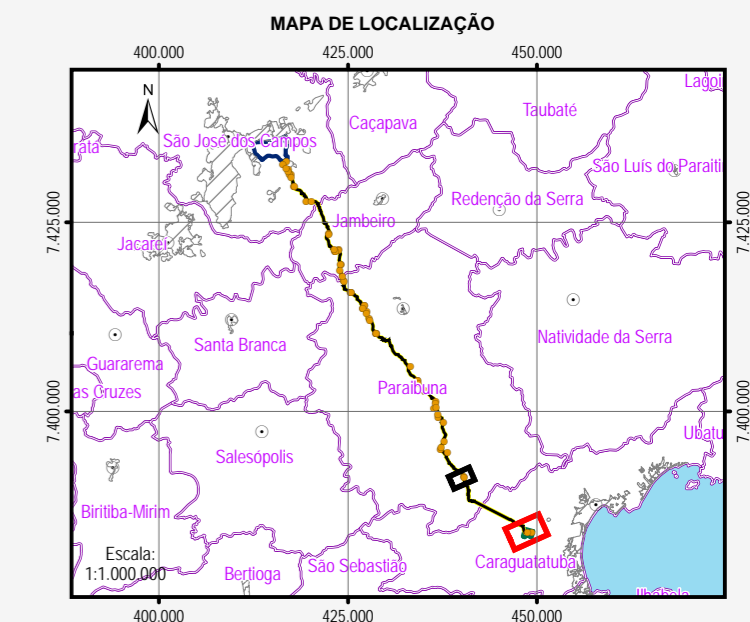 MAPA DE LOCALIZAÇÃO
400.000 425.000 450.000
N
Lagoi
Taubaté
Caçapava
São José dos Campos
rata
São Luís do Paraiti
Redenção da Serra
Jambeiro
7.425.000 7.425.000
Jacareí
Natividade da Serra
Santa Branca
Guararema
as Cruzes
Paraibuna
7.400.000 7.400.000
Ubatu
Salesópolis
Biritiba-Mirim
Escala:
1:1.000.000
Caraguatatuba
São Sebastião
Bertioga
Ilhabela
400.000 425.000 450.000